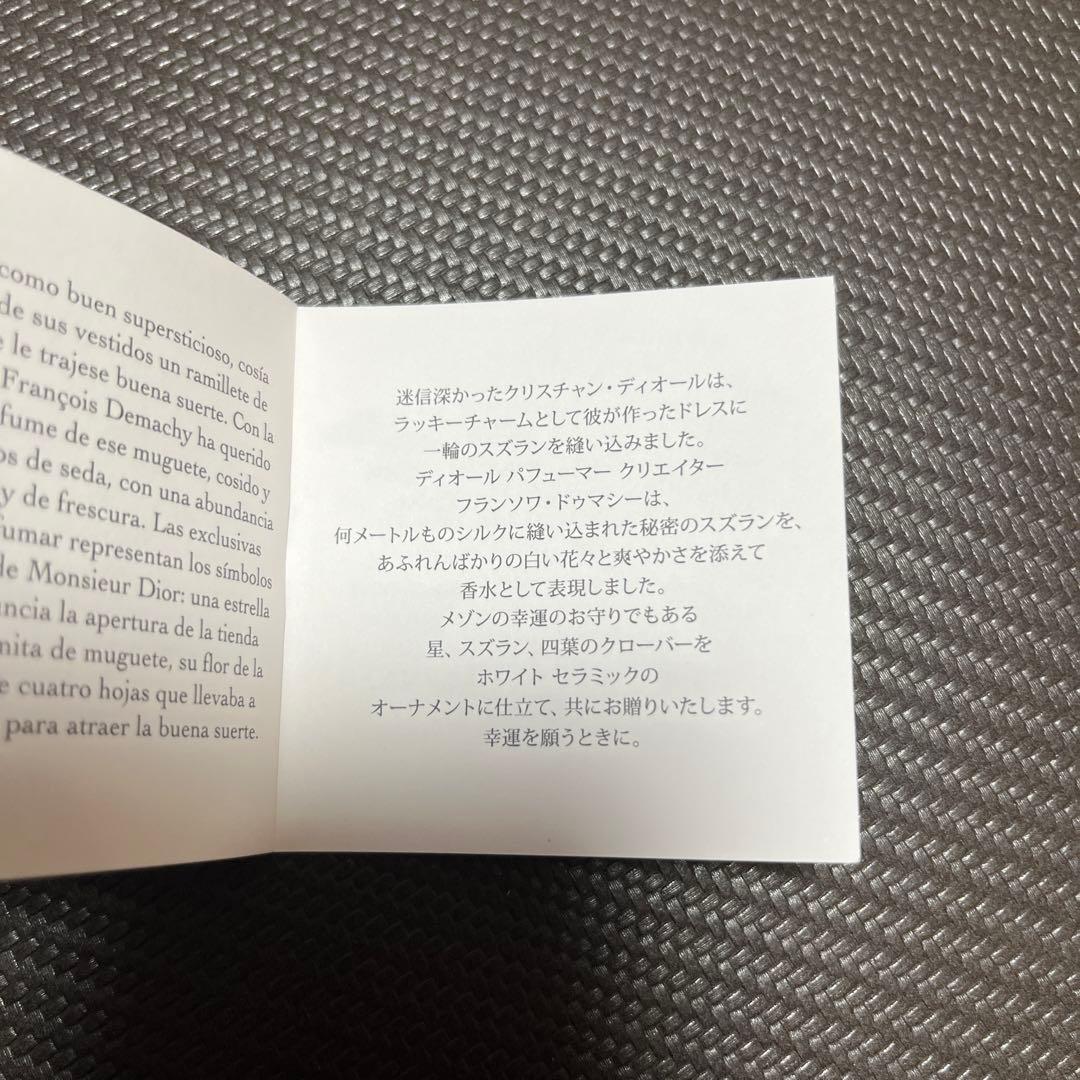 como buen supersticioso, cosía
de sus vestidos un ramillete de
le trajese buena suerte. Con la
François Demachy ha querido
fume de ese muguete, cosido y
os de seda, con una abundancia
y de frescura. Las exclusivas
fumar representan los símbolos
de Monsieur Dior: una estrella
ncia la apertura de la tienda
nita de muguete, su flor de la
e cuatro hojas que llevaba a
para atraer la buena suerte.
迷信深かったクリスチャン・ディオールは、
ラッキーチャームとして彼が作ったドレスに
一輪のスズランを縫い込みました。
ディオール パフューマー クリエイター
フランソワ・ドゥマシーは、
何メートルものシルクに縫い込まれた秘密のスズランを、
あふれんばかりの白い花々と爽やかさを添えて
香水として表現しました。
メゾンの幸運のお守りでもある
星、スズラン、四葉のクローバーを
ホワイト セラミックの
オーナメントに仕立て、共にお贈りいたします。
幸運を願うときに。